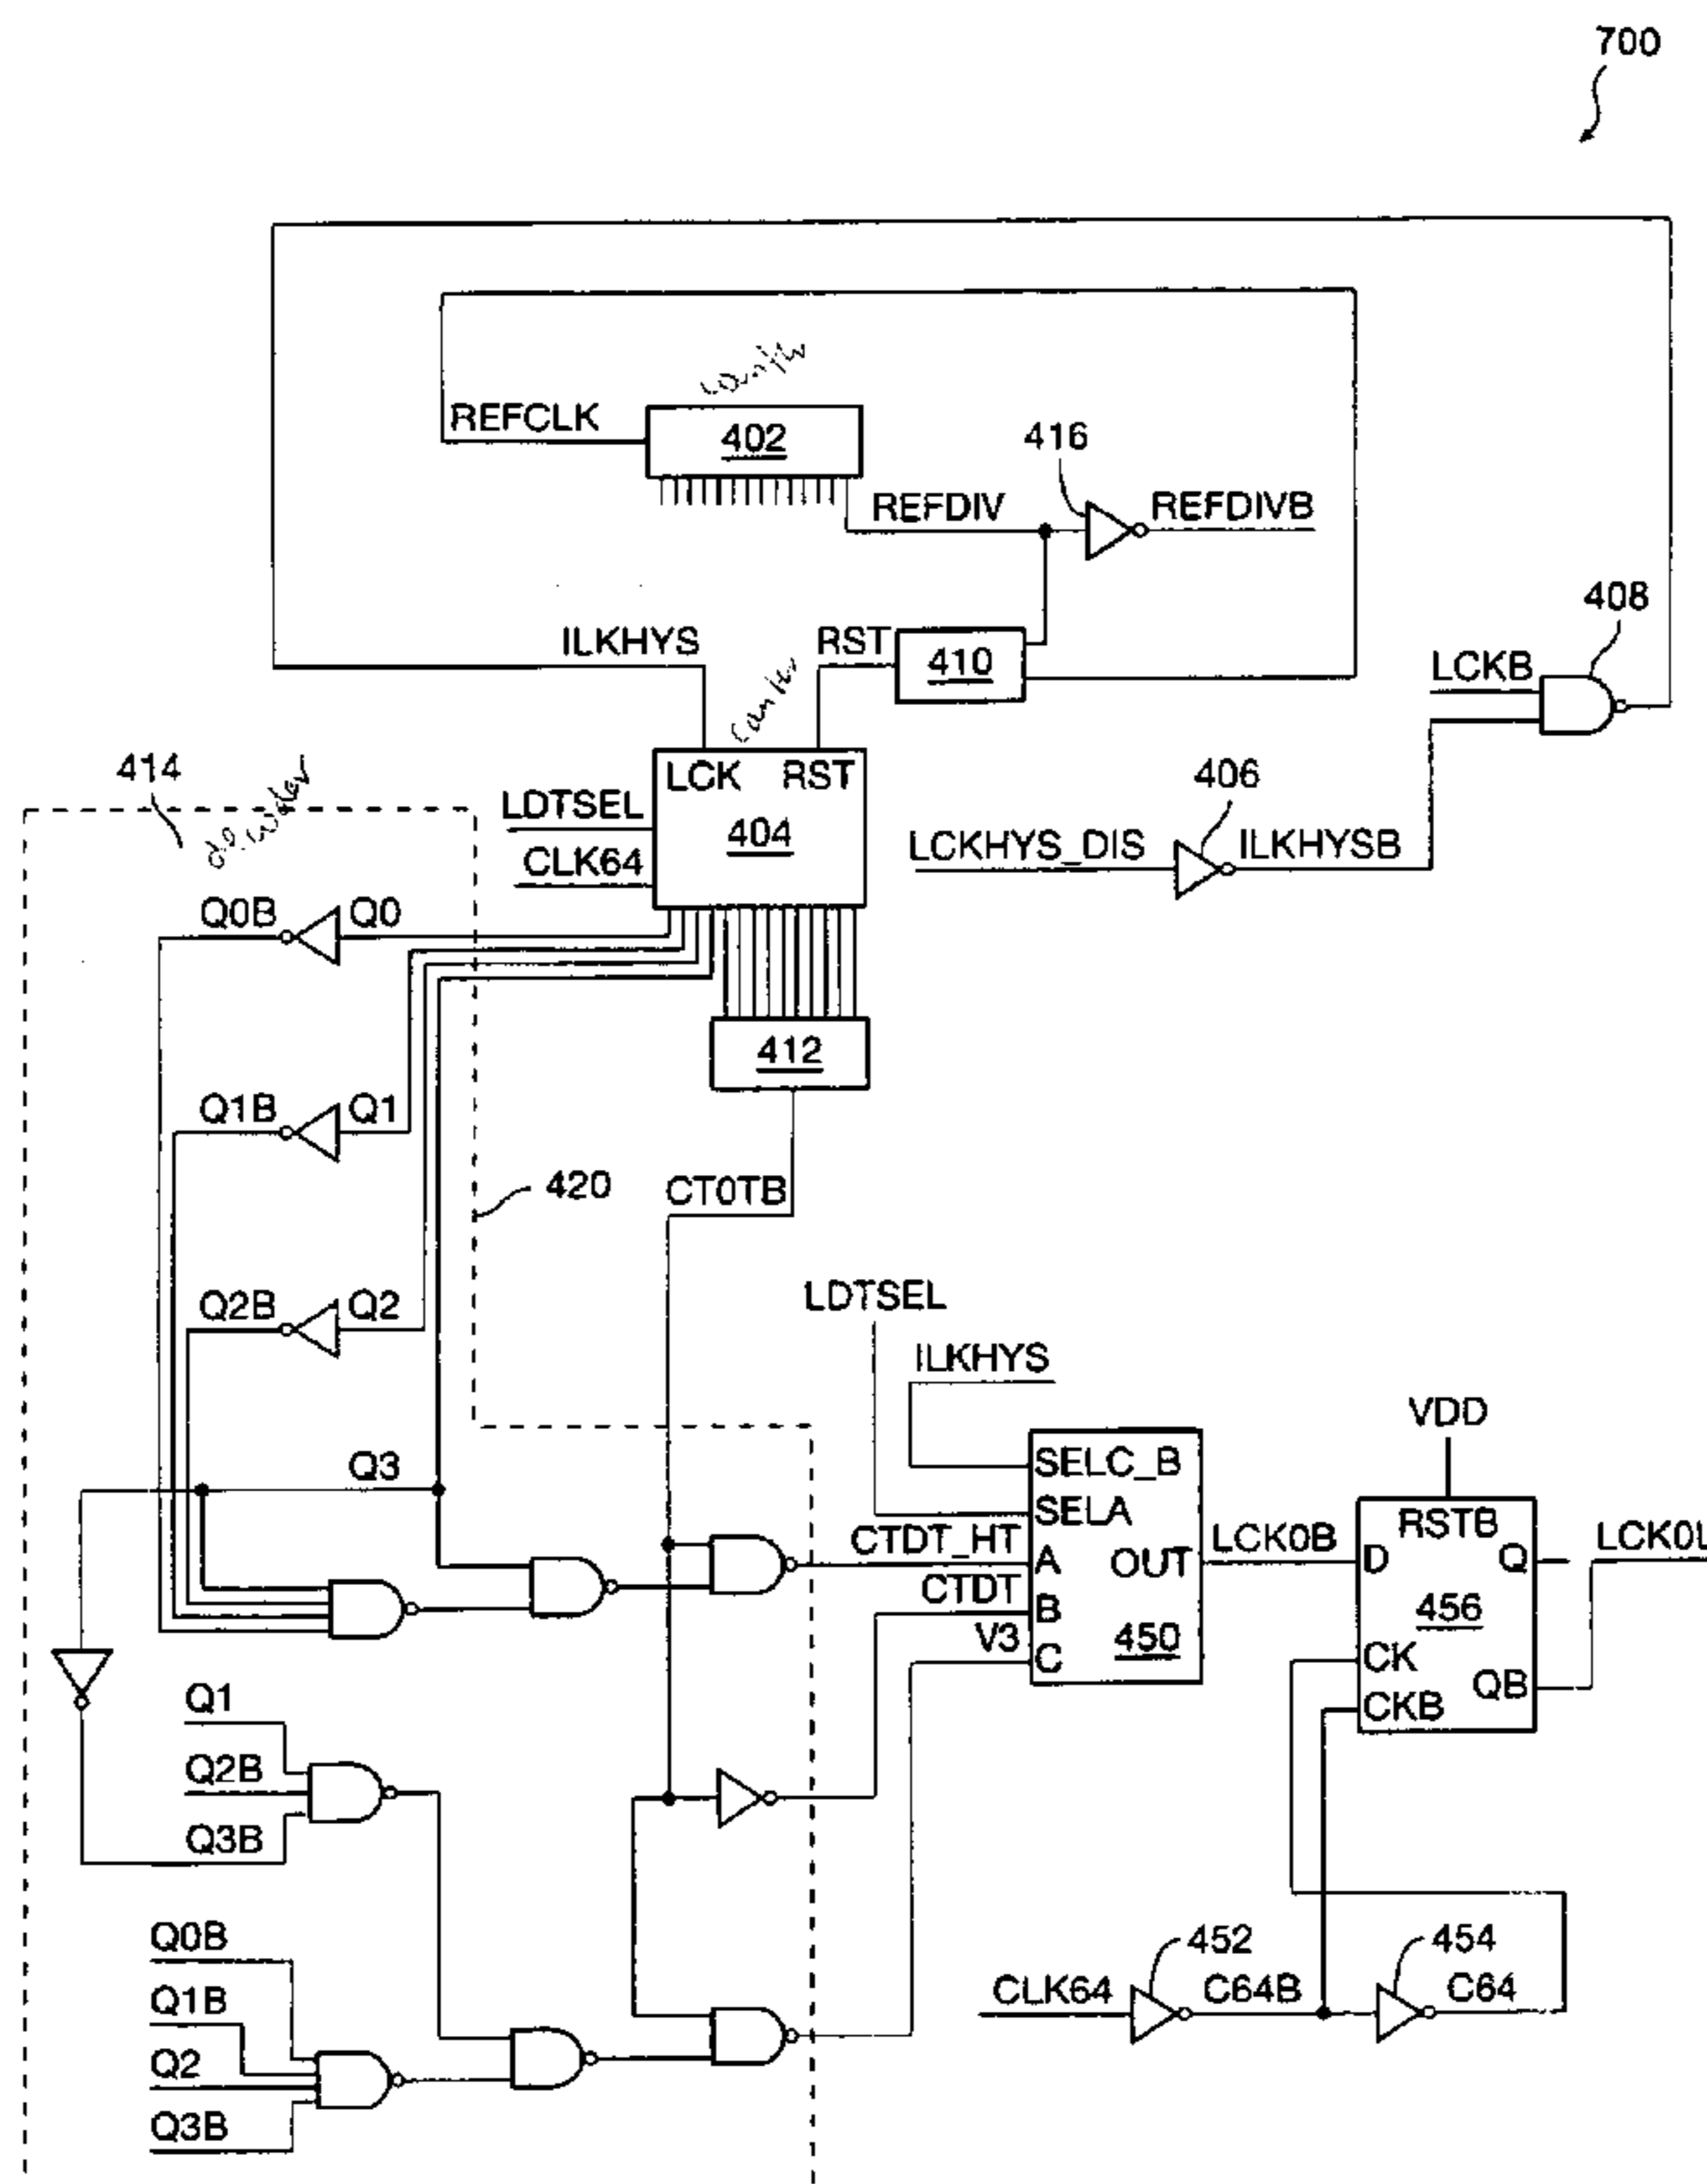 700
REFCLK
402
416
REFDIV
REFDIVB
408
ILKHYS
RST
410
LCKB
414
LCK RST
406
LDTSEL
404
LCKHYS_DIS
ILKHYSB
CLK64
Q0B
Q0
412
Q1B
Q1
420
CT0TB
Q2B
Q2
LDTSEL
ILKHYS
VDD
Q3
SELC_B
SELA
RSTB
CTDT_HT
A
OUT
LCK0B
D
Q
LCK0L
CTDT
B
450
456
V3
C
CK
QB
CKB
Q1
Q2B
Q3B
Q0B
452
454
Q1B
CLK64
C64B
C64
Q2
Q3B